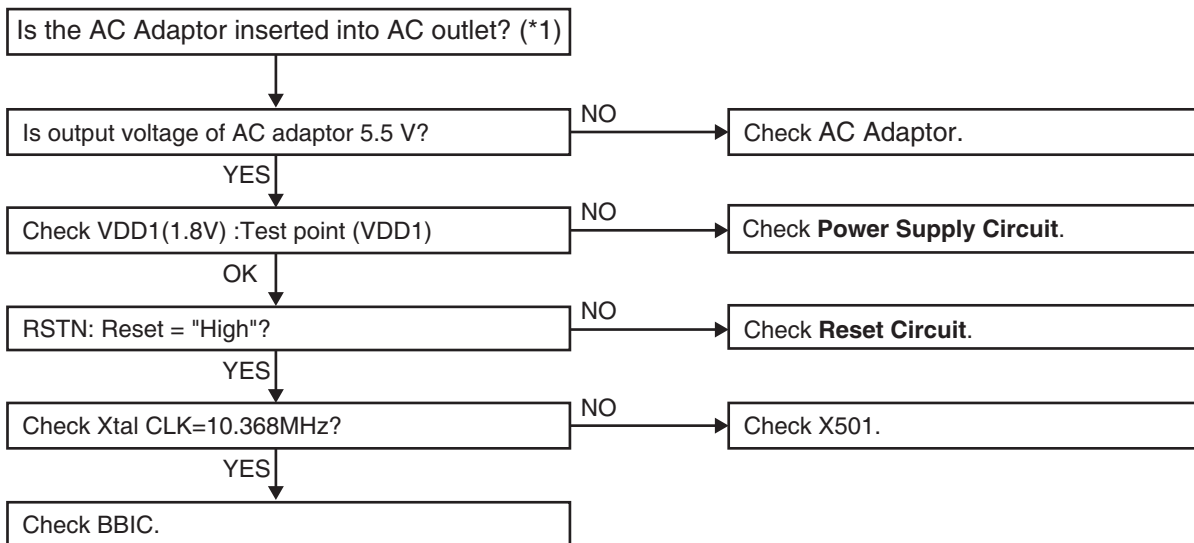 Is the AC Adaptor inserted into AC outlet? (*1)
Is output voltage of AC adaptor 5.5 V?
NO
Check AC Adaptor.
YES
Check VDD1(1.8V) :Test point (VDD1)
NO
Check Power Supply Circuit.
OK
RSTN: Reset = "High"?
NO
Check Reset Circuit.
YES
Check Xtal CLK=10.368MHz?
NO
Check X501.
YES
Check BBIC.